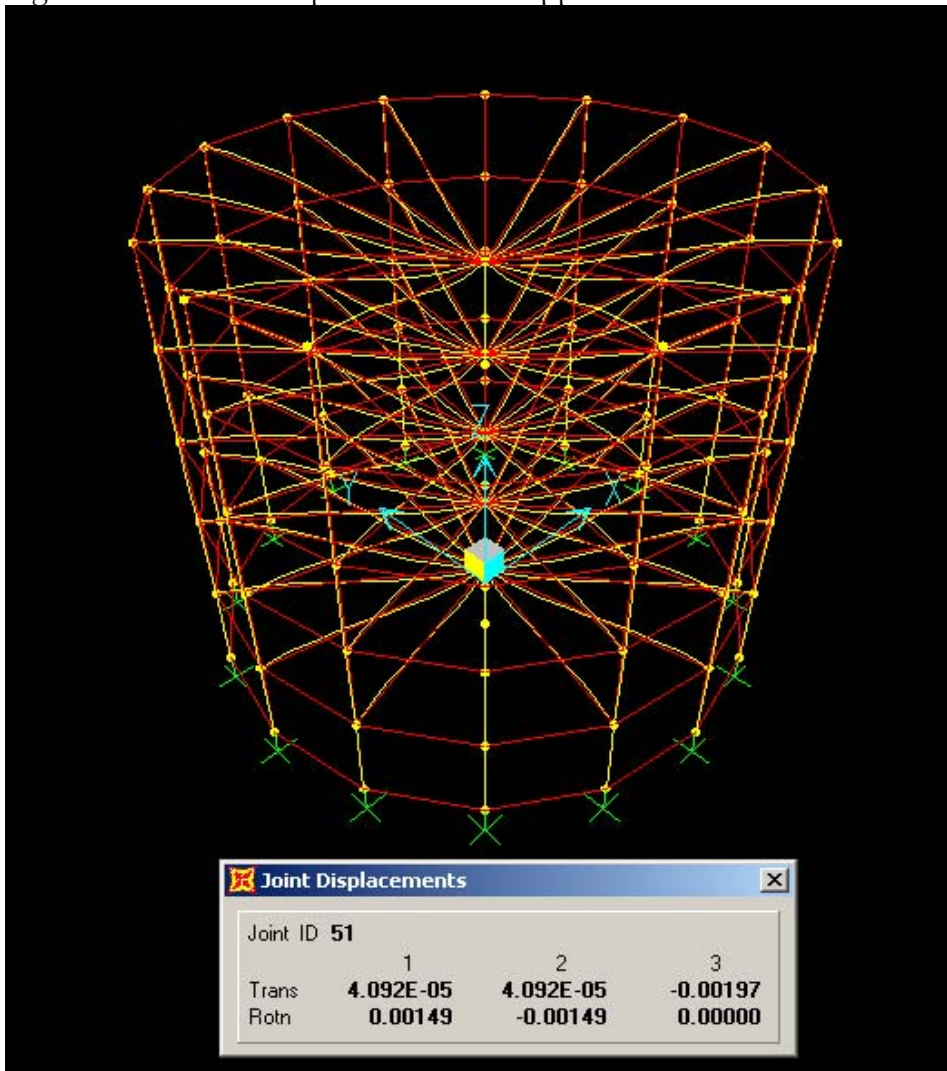 Z
Y
X
Joint Displacements
Joint ID 51
1 2 3
Trans 4.092E-05 4.092E-05 -0.00197
Rotn 0.00149 -0.00149 0.00000